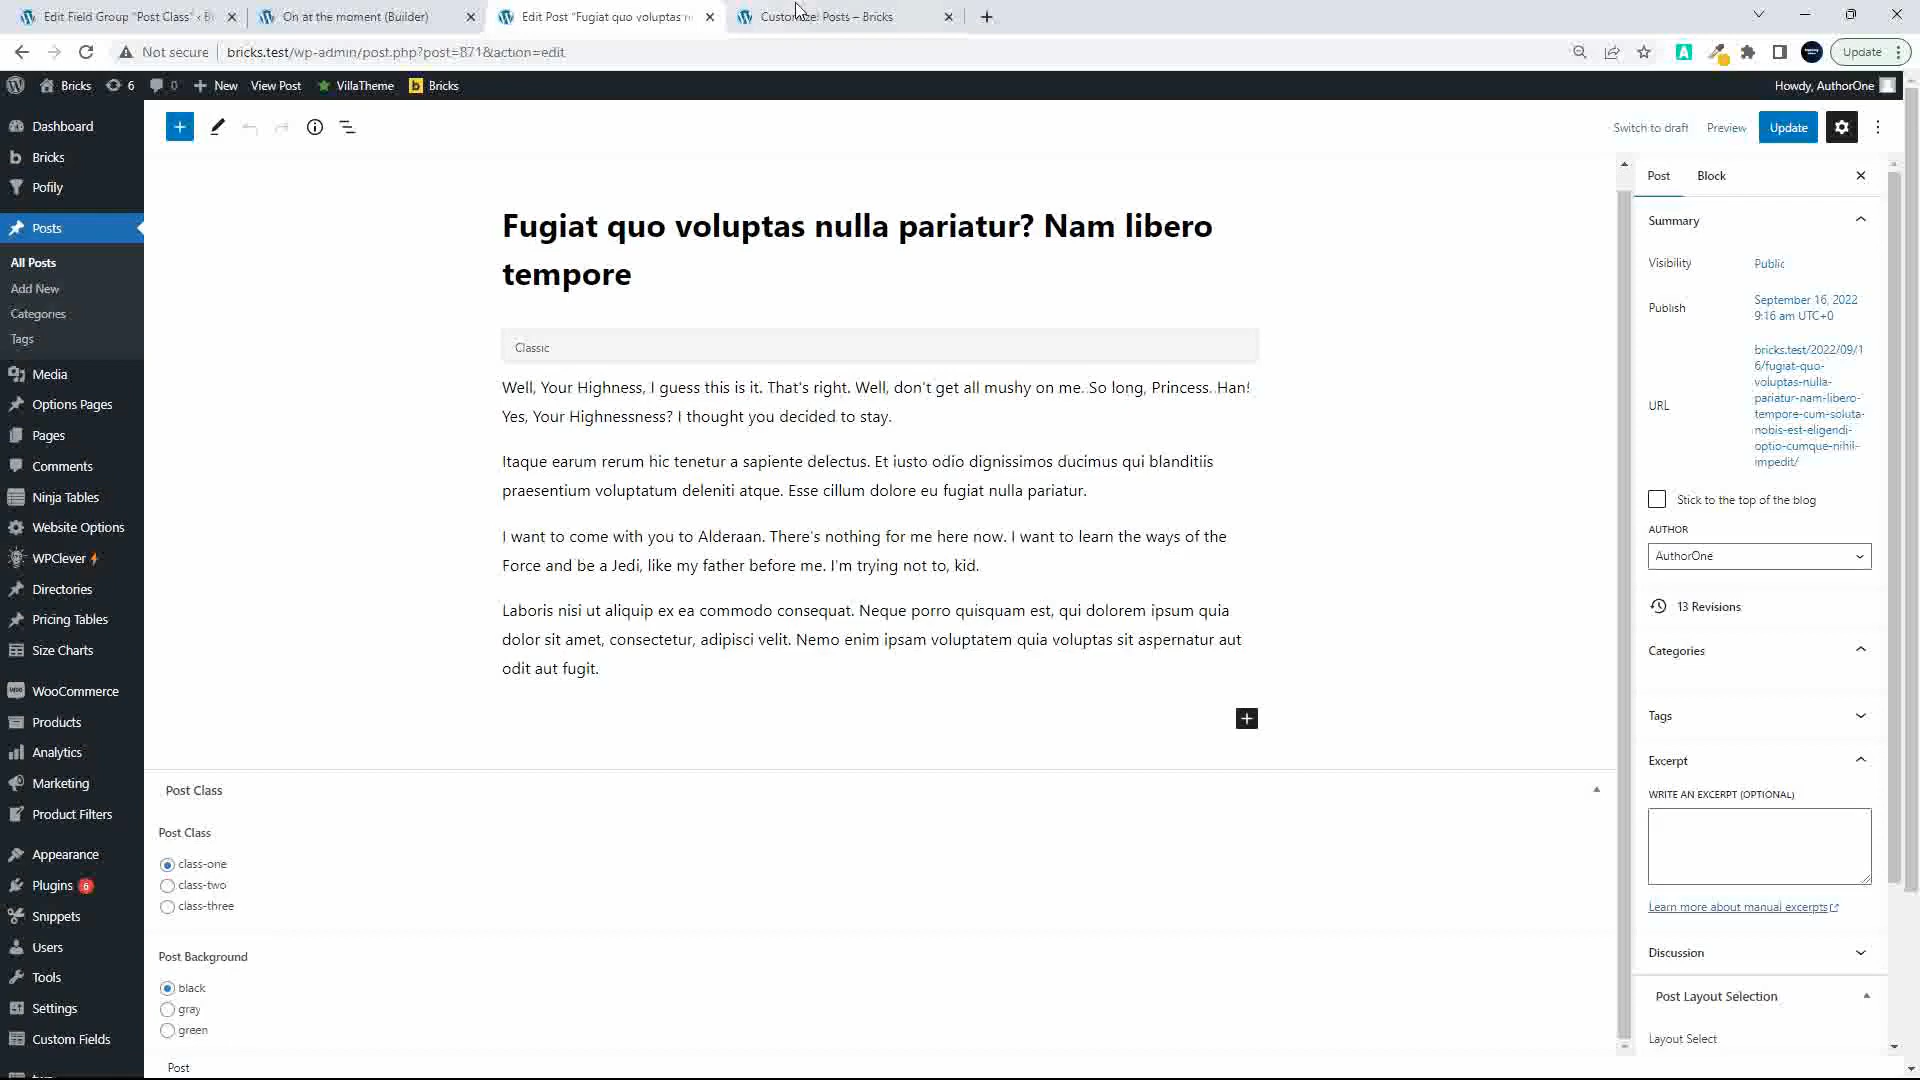 Edit Field Group "Post Class" ‹ B
On at the moment (Builder)
Edit Post "Fugiat quo voluptas n
Customize: Posts – Bricks
Not secure
bricks.test/wp-admin/post.php?post=871&action=edit
Update
Bricks
6
0
New
View Post
VillaTheme
b Bricks
Howdy, AuthorOne
Dashboard
b Bricks
Pofily
Posts
All Posts
Add New
Categories
Tags
Media
Options Pages
Pages
Comments
Ninja Tables
Website Options
WPClever
Directories
Pricing Tables
Size Charts
WooCommerce
Products
Analytics
Marketing
Product Filters
Appearance
Plugins 6
Snippets
Users
Tools
Settings
Custom Fields
Switch to draft
Preview
Update
Fugiat quo voluptas nulla pariatur? Nam libero
tempore
Classic
Well, Your Highness, I guess this is it. That's right. Well, don't get all mushy on me. So long, Princess. Han!
Yes, Your Highnessness? I thought you decided to stay.
Itaque earum rerum hic tenetur a sapiente delectus. Et iusto odio dignissimos ducimus qui blanditiis
praesentium voluptatum deleniti atque. Esse cillum dolore eu fugiat nulla pariatur.
I want to come with you to Alderaan. There's nothing for me here now. I want to learn the ways of the
Force and be a Jedi, like my father before me. I'm trying not to, kid.
Laboris nisi ut aliquip ex ea commodo consequat. Neque porro quisquam est, qui dolorem ipsum quia
dolor sit amet, consectetur, adipisci velit. Nemo enim ipsam voluptatem quia voluptas sit aspernatur aut
odit aut fugit.
Post Class
Post Class
class-one
class-two
class-three
Post Background
black
gray
green
Post
Post
Block
Summary
Visibility
Public
Publish
September 16, 2022
9:16 am UTC+0
URL
bricks.test/2022/09/1
6/fugiat-quo-
voluptas-nulla-
pariatur-nam-libero-
tempore-cum-soluta-
nobis-est-eligendi-
optio-cumque-nihil-
impedit/
Stick to the top of the blog
AUTHOR
AuthorOne
13 Revisions
Categories
Tags
Excerpt
WRITE AN EXCERPT (OPTIONAL)
Learn more about manual excerpts
Discussion
Post Layout Selection
Layout Select